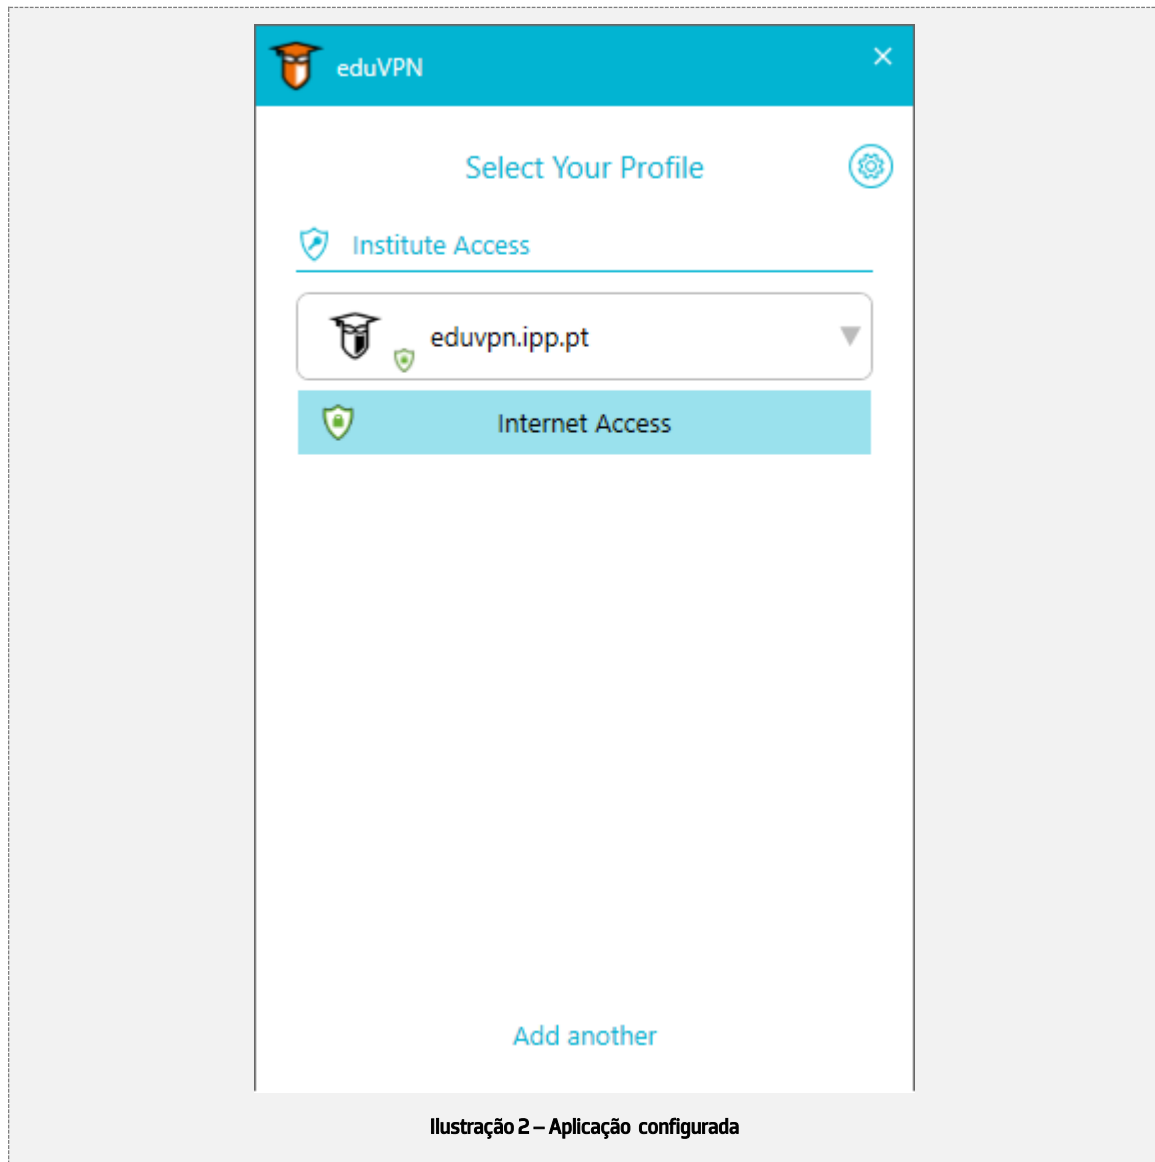 eduVPN
Select Your Profile
Institute Access
eduvpn.ipp.pt
Internet Access
Add another
Ilustração 2 – Aplicação configurada